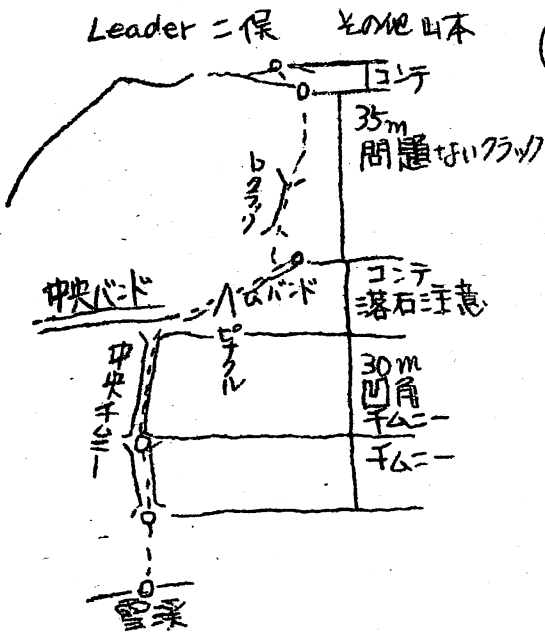 Leader 二俣 その他 山本
コンテ
35m
問題ないクラック
bクラック
コンテ
落石注意
中央バンド
bバンド
ピナクル
中央チムニー
30m
凹角
チムニー
チムニー
雪渓